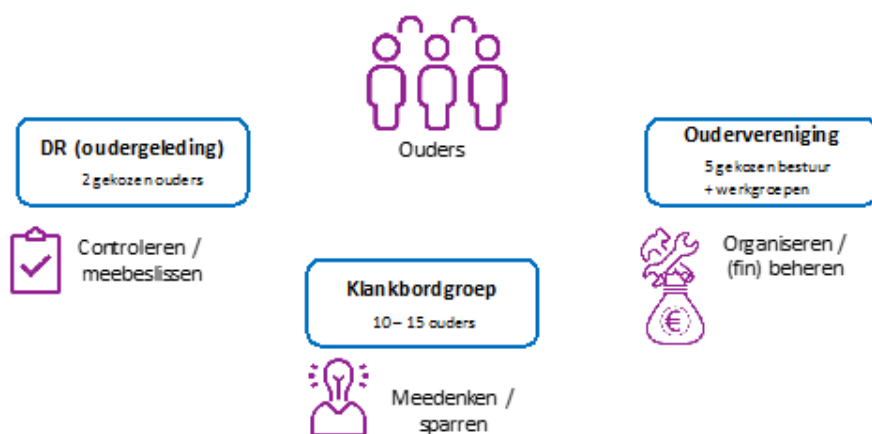 Ouders
DR (oudergeleding)
2 gekozen ouders
Controleren /
meebeslissen
Klankbordgroep
10 – 15 ouders
Meedenken /
sparren
Oudervereniging
5 gekozen bestuur
+ werkgroepen
Organiseren /
(fin) beheren
€